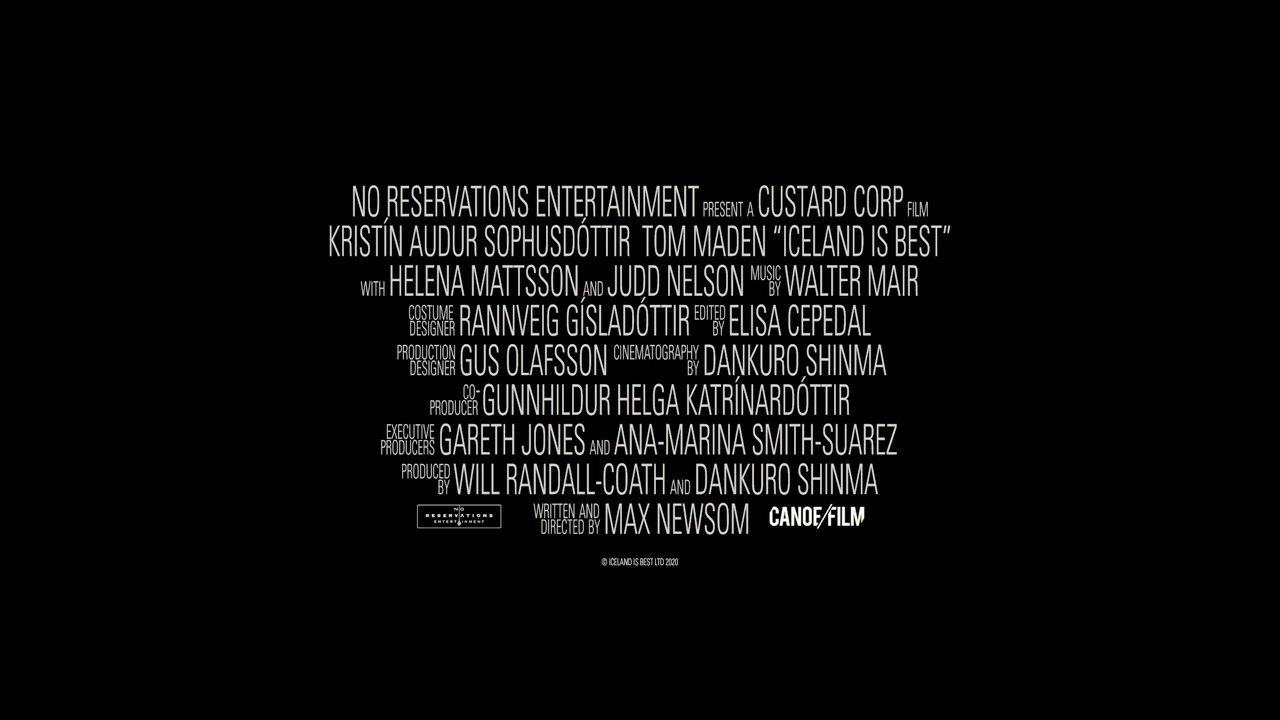 NO RESERVATIONS ENTERTAINMENT PRESENT A CUSTARD CORP FILM
KRISTÍN AUDUR SOPHUSDÓTTIR TOM MADEN “ICELAND IS BEST”
WITH HELENA MATTSSON AND JUDD NELSON MUSIC BY WALTER MAIR
COSTUME DESIGNER RANNVEIG GÍSLADÓTTIR EDITED BY ELISA CEPEDAL
PRODUCTION DESIGNER GUS OLAFSSON CINEMATOGRAPHY BY DANKURO SHINMA
CO-PRODUCER GUNNHILDUR HELGA KATRÍNARDÓTTIR
EXECUTIVE PRODUCERS GARETH JONES AND ANA-MARINA SMITH-SUAREZ
PRODUCED BY WILL RANDALL-COATH AND DANKURO SHINMA
NO RESERVATIONS ENTERTAINMENT WRITTEN AND DIRECTED BY MAX NEWSOM CANOE/FILM
© ICELAND IS BEST LTD 2020